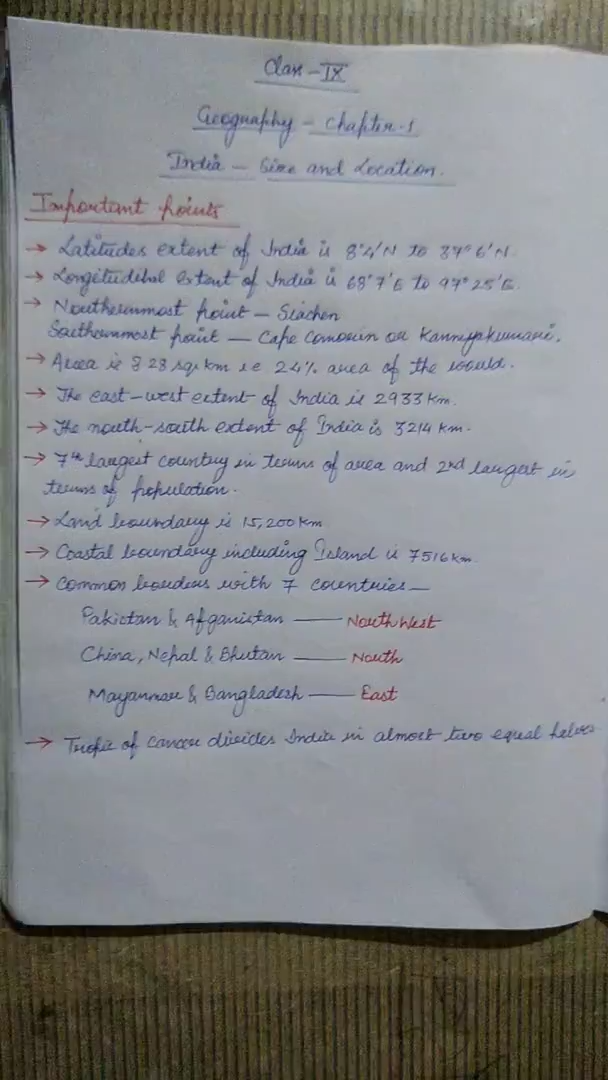 Class - IX
Geography - Chapter-1
India - Size and Location.
Important points
→ Latitudes extent of India is 8°4'N to 37°6'N.
→ Longitudibal extent of India is 68°7'E to 97°25'E.
→ Northernmost point - Siachen
Southernmost point - Cape Comorin or Kanniyakumari.
→ Area is 3.28 sq.km i.e 2.4% area of the world.
→ The east-west extent of India is 2933 km.
→ The north-south extent of India is 3214 km.
→ 7th largest country in terms of area and 2nd largest in
terms of population.
→ Land boundary is 15,200 km
→ Coastal boundary including Island is 7516 km.
→ Common borders with 7 countries -
Pakistan & Afganistan - North West
China, Nepal & Bhutan - North
Mayanmar & Bangladesh - East
→ Tropic of cancer divides India in almost two equal halves